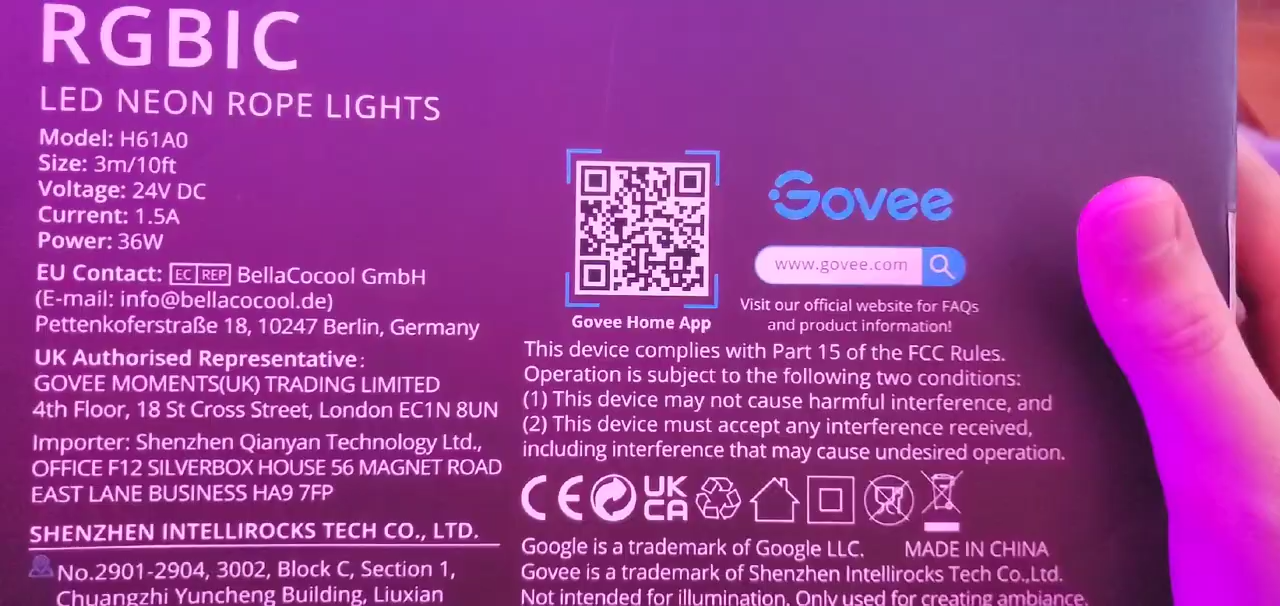 RGBIC
LED NEON ROPE LIGHTS
Model: H61A0
Size: 3m/10ft
Voltage: 24V DC
Current: 1.5A
Power: 36W
EU Contact: EC REP BellaCocool GmbH
(E-mail: info@bellacocool.de)
Pettenkoferstraße 18, 10247 Berlin, Germany
UK Authorised Representative:
GOVEE MOMENTS(UK) TRADING LIMITED
4th Floor, 18 St Cross Street, London EC1N 8UN
Importer: Shenzhen Qianyan Technology Ltd.,
OFFICE F12 SILVERBOX HOUSE 56 MAGNET ROAD
EAST LANE BUSINESS HA9 7FP
SHENZHEN INTELLIROCKS TECH CO., LTD.
No.2901-2904, 3002, Block C, Section 1,
Chuangzhi Yuncheng Building, Liuxian
Govee Home App
Govee
www.govee.com
Visit our official website for FAQs
and product information!
This device complies with Part 15 of the FCC Rules.
Operation is subject to the following two conditions:
(1) This device may not cause harmful interference, and
(2) This device must accept any interference received,
including interference that may cause undesired operation.
CE UK CA
Google is a trademark of Google LLC. MADE IN CHINA
Govee is a trademark of Shenzhen Intellirocks Tech Co.,Ltd.
Not intended for illumination. Only used for creating ambiance.